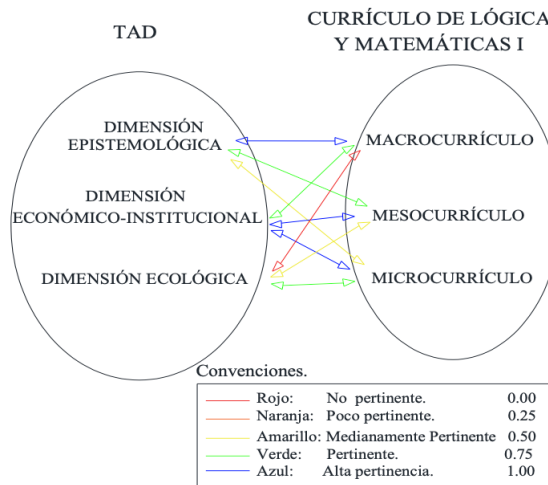 TAD
CURRÍCULO DE LÓGICA
Y MATEMÁTICAS I
DIMENSIÓN
EPISTEMOLÓGICA
DIMENSIÓN
ECONÓMICO-INSTITUCIONAL
DIMENSIÓN ECOLÓGICA
MACROCURRÍCULO
MESOCURRÍCULO
MICROCURRÍCULO
Convenciones.
Rojo: No pertinente. 0.00
Naranja: Poco pertinente. 0.25
Amarillo: Medianamente Pertinente 0.50
Verde: Pertinente. 0.75
Azul: Alta pertinencia. 1.00